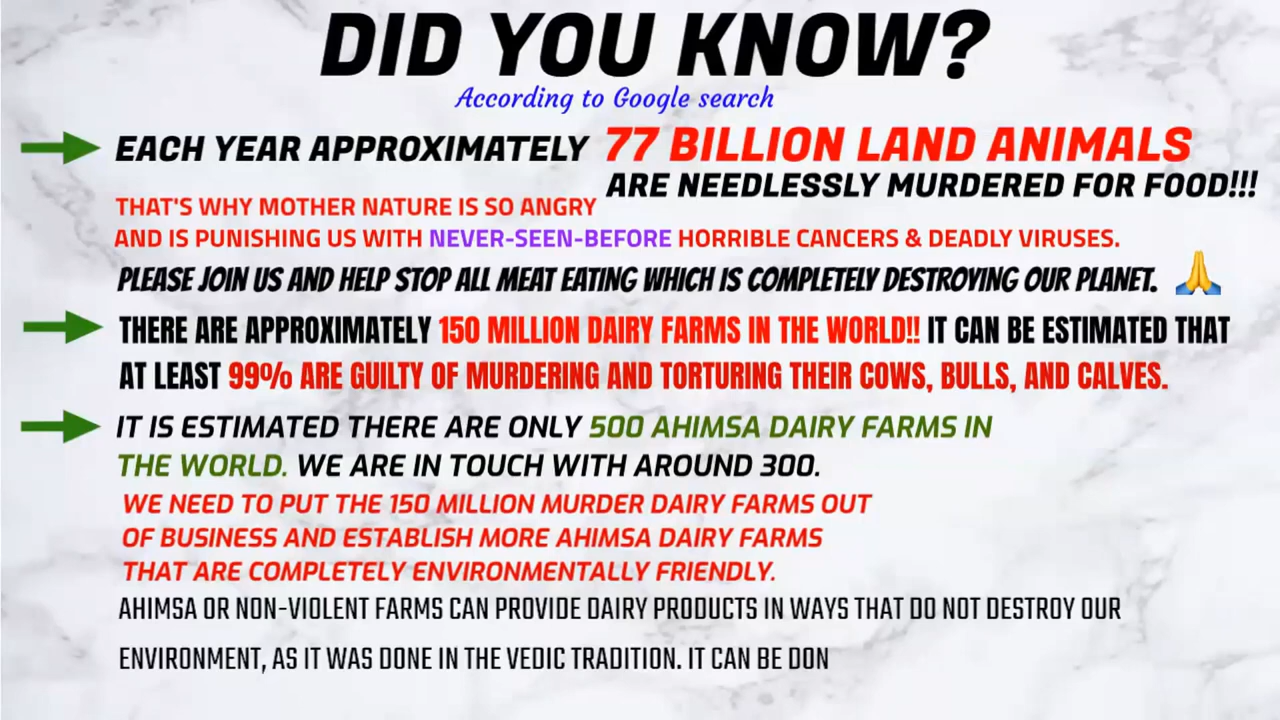 DID YOU KNOW?
According to Google search
EACH YEAR APPROXIMATELY 77 BILLION LAND ANIMALS
ARE NEEDLESSLY MURDERED FOR FOOD!!!
THAT'S WHY MOTHER NATURE IS SO ANGRY
AND IS PUNISHING US WITH NEVER-SEEN-BEFORE HORRIBLE CANCERS & DEADLY VIRUSES.
PLEASE JOIN US AND HELP STOP ALL MEAT EATING WHICH IS COMPLETELY DESTROYING OUR PLANET. 🙏
THERE ARE APPROXIMATELY 150 MILLION DAIRY FARMS IN THE WORLD!! IT CAN BE ESTIMATED THAT
AT LEAST 99% ARE GUILTY OF MURDERING AND TORTURING THEIR COWS, BULLS, AND CALVES.
IT IS ESTIMATED THERE ARE ONLY 500 AHIMSA DAIRY FARMS IN
THE WORLD. WE ARE IN TOUCH WITH AROUND 300.
WE NEED TO PUT THE 150 MILLION MURDER DAIRY FARMS OUT
OF BUSINESS AND ESTABLISH MORE AHIMSA DAIRY FARMS
THAT ARE COMPLETELY ENVIRONMENTALLY FRIENDLY.
AHIMSA OR NON-VIOLENT FARMS CAN PROVIDE DAIRY PRODUCTS IN WAYS THAT DO NOT DESTROY OUR
ENVIRONMENT, AS IT WAS DONE IN THE VEDIC TRADITION. IT CAN BE DON